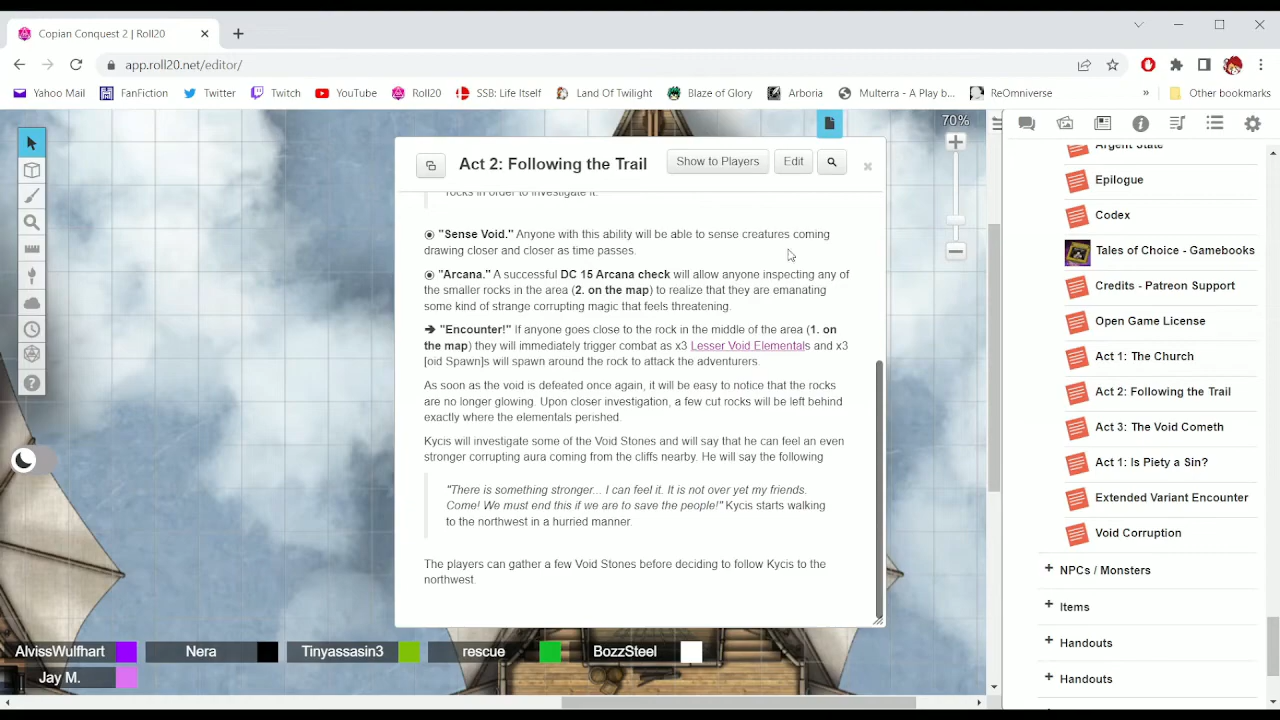 Copian Conquest 2 | Roll20
app.roll20.net/editor/
Yahoo Mail FanFiction Twitter Twitch YouTube Roll20 SSB: Life Itself Land Of Twilight Blaze of Glory Arboria Multerra - A Play b... ReOmniverse » Other bookmarks
70%
Act 2: Following the Trail
Show to Players
Edit
rocks in order to investigate it.
"Sense Void." Anyone with this ability will be able to sense creatures coming
drawing closer and closer as time passes.
"Arcana." A successful DC 15 Arcana check will allow anyone inspecting any of
the smaller rocks in the area (2. on the map) to realize that they are emanating
some kind of strange corrupting magic that feels threatening.
➔ "Encounter!" If anyone goes close to the rock in the middle of the area (1. on
the map) they will immediately trigger combat as x3 Lesser Void Elementals and x3
[oid Spawn]s will spawn around the rock to attack the adventurers.
As soon as the void is defeated once again, it will be easy to notice that the rocks
are no longer glowing. Upon closer investigation, a few cut rocks will be left behind
exactly where the elementals perished.
Kycis will investigate some of the Void Stones and will say that he can feel an even
stronger corrupting aura coming from the cliffs nearby. He will say the following
"There is something stronger... I can feel it. It is not over yet my friends.
Come! We must end this if we are to save the people!" Kycis starts walking
to the northwest in a hurried manner.
The players can gather a few Void Stones before deciding to follow Kycis to the
northwest.
Argent State
Epilogue
Codex
Tales of Choice - Gamebooks
Credits - Patreon Support
Open Game License
Act 1: The Church
Act 2: Following the Trail
Act 3: The Void Cometh
Act 1: Is Piety a Sin?
Extended Variant Encounter
Void Corruption
NPCs / Monsters
Items
Handouts
Handouts
AlvissWulfhart Nera Tinyassasin3 rescue BozzSteel
Jay M.